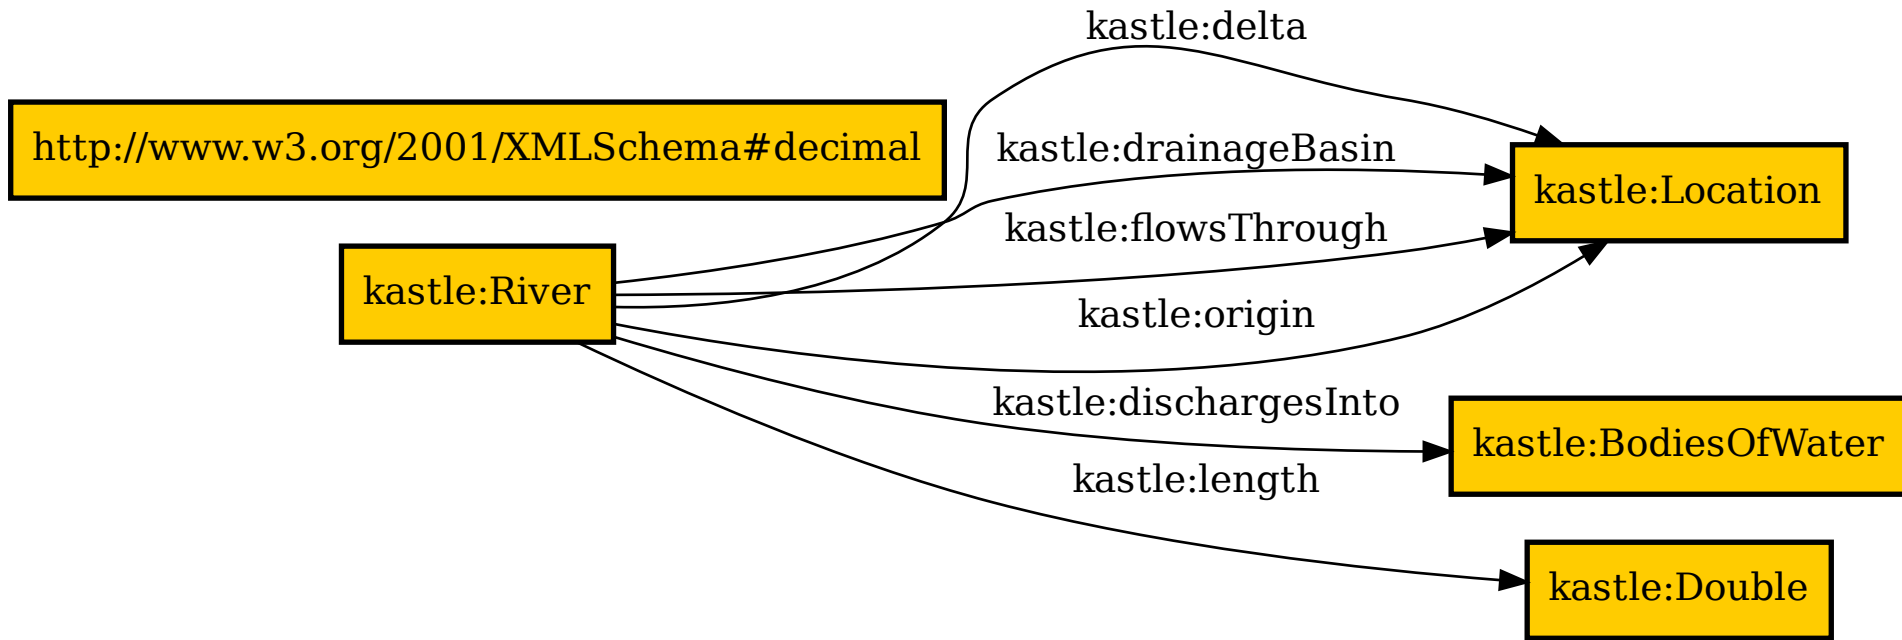 kastle:delta
http://www.w3.org/2001/XMLSchema#decimal
kastle:drainageBasin
kastle:Location
kastle:flowsThrough
kastle:River
kastle:origin
kastle:dischargesInto
kastle:BodiesOfWater
kastle:length
kastle:Double